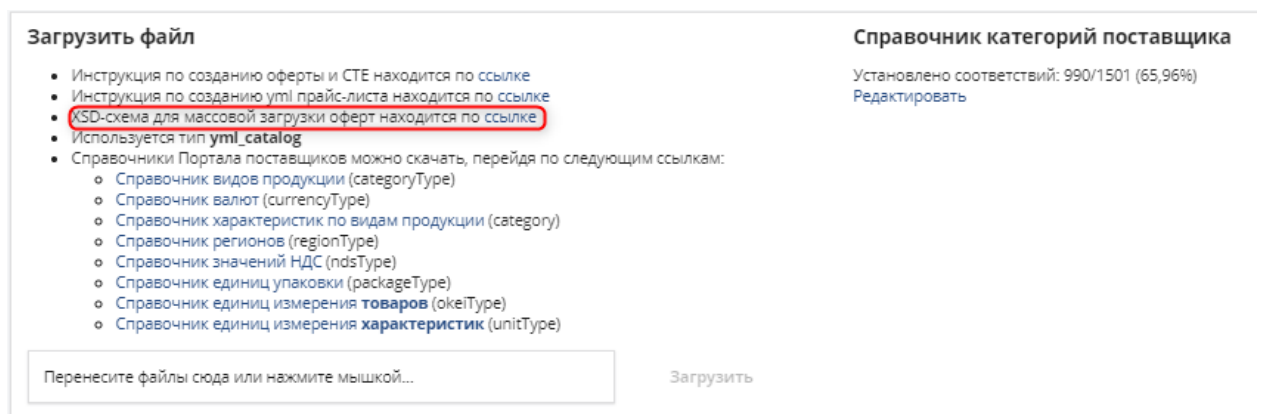 Загрузить файл
Инструкция по созданию оферты и СТЕ находится по ссылке
Инструкция по созданию yml прайс-листа находится по ссылке
XSD-схема для массовой загрузки оферт находится по ссылке
Используется тип yml_catalog
Справочники Портала поставщиков можно скачать, перейдя по следующим ссылкам:
Справочник видов продукции (categoryType)
Справочник валют (currencyType)
Справочник характеристик по видам продукции (category)
Справочник регионов (regionType)
Справочник значений НДС (ndsType)
Справочник единиц упаковки (packageType)
Справочник единиц измерения товаров (okeiType)
Справочник единиц измерения характеристик (unitType)
Перенесите файлы сюда или нажмите мышкой...
Загрузить
Справочник категорий поставщика
Установлено соответствий: 990/1501 (65,96%)
Редактировать